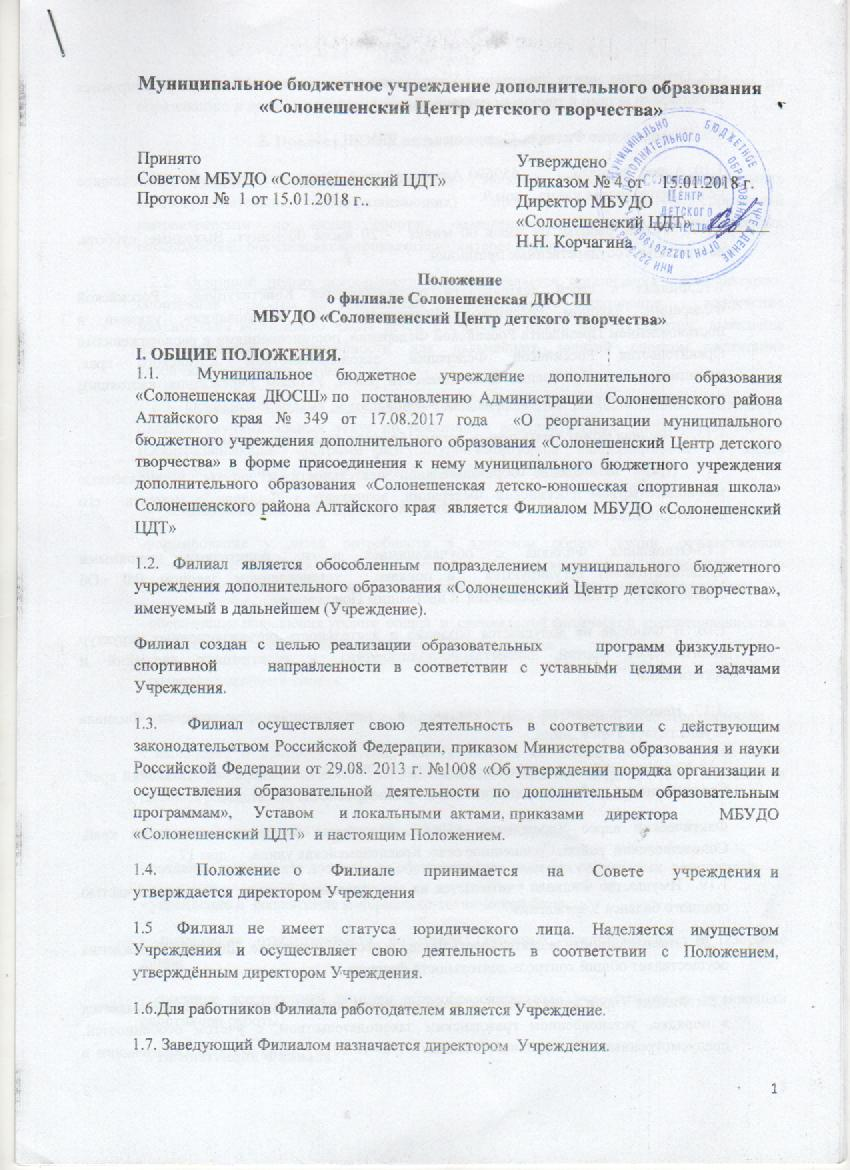 Муниципальное бюджетное учреждение дополнительного образования
«Солонешенский Центр детского творчества»
Принято
Советом МБУДО «Солонешенский ЦДТ»
Протокол № 1 от 15.01.2018 г..
Утверждено
Приказом № 4 от 15.01.2018 г.
Директор МБУДО
«Солонешенский ЦДТ»
Н.Н. Корчагина
Положение
о филиале Солонешенская ДЮСШ
МБУДО «Солонешенский Центр детского творчества»
I. ОБЩИЕ ПОЛОЖЕНИЯ.
1.1. Муниципальное бюджетное учреждение дополнительного образования
«Солонешенская ДЮСШ» по постановлению Администрации Солонешенского района
Алтайского края № 349 от 17.08.2017 года «О реорганизации муниципального
бюджетного учреждения дополнительного образования «Солонешенский Центр детского
творчества» в форме присоединения к нему муниципального бюджетного учреждения
дополнительного образования «Солонешенская детско-юношеская спортивная школа»
Солонешенского района Алтайского края является Филиалом МБУДО «Солонешенский
ЦДТ»
1.2. Филиал является обособленным подразделением муниципального бюджетного
учреждения дополнительного образования «Солонешенский Центр детского творчества»,
именуемый в дальнейшем (Учреждение).
Филиал создан с целью реализации образовательных программ физкультурно-
спортивной направленности в соответствии с уставными целями и задачами
Учреждения.
1.3. Филиал осуществляет свою деятельность в соответствии с действующим
законодательством Российской Федерации, приказом Министерства образования и науки
Российской Федерации от 29.08. 2013 г. №1008 «Об утверждении порядка организации и
осуществления образовательной деятельности по дополнительным образовательным
программам», Уставом и локальными актами, приказами директора МБУДО
«Солонешенский ЦДТ» и настоящим Положением.
1.4. Положение о Филиале принимается на Совете учреждения и
утверждается директором Учреждения
1.5 Филиал не имеет статуса юридического лица. Наделяется имуществом
Учреждения и осуществляет свою деятельность в соответствии с Положением,
утверждённым директором Учреждения.
1.6.Для работников Филиала работодателем является Учреждение.
1.7. Заведующий Филиалом назначается директором Учреждения.
1